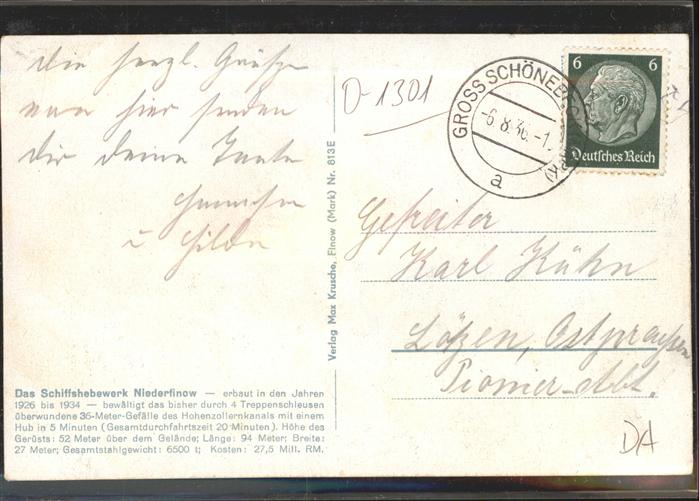 Die herzl. Grüße
von hier senden
Dir deine Tante
u Hilde
D-1301
GROSS SCHÖNEB
-6.8.36.-1
a
6 6
Deutsches Reich
Gefreiter
Karl Kühn
Lötzen, Ostpreußen
Pionier-Abt.
DA
Verlag Max Krusche, Finow (Mark) Nr. 813E
Das Schiffshebewerk Niederfinow — erbaut in den Jahren
1926 bis 1934 — bewältigt das bisher durch 4 Treppenschleusen
überwundene 36-Meter-Gefälle des Hohenzollernkanals mit einem
Hub in 5 Minuten (Gesamtdurchfahrtszeit 20 Minuten). Höhe des
Gerüsts: 52 Meter über dem Gelände; Länge: 94 Meter; Breite:
27 Meter; Gesamtstahlgewicht: 6500 t; Kosten: 27,5 Mill. RM.